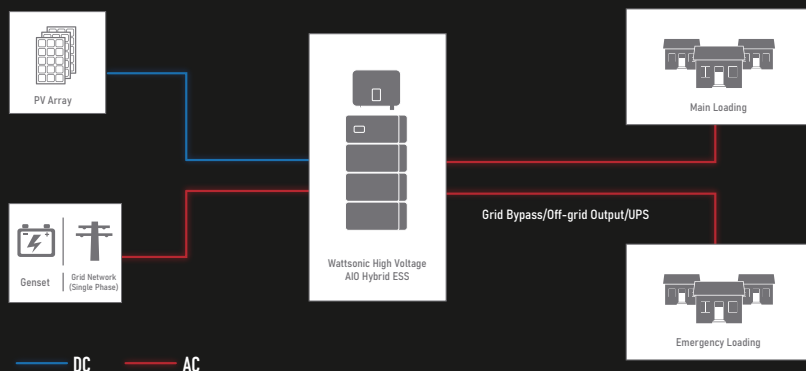 PV Array
Genset
Grid Network
(Single Phase)
Wattsonic High Voltage
AIO Hybrid ESS
Main Loading
Grid Bypass/Off-grid Output/UPS
Emergency Loading
DC
AC